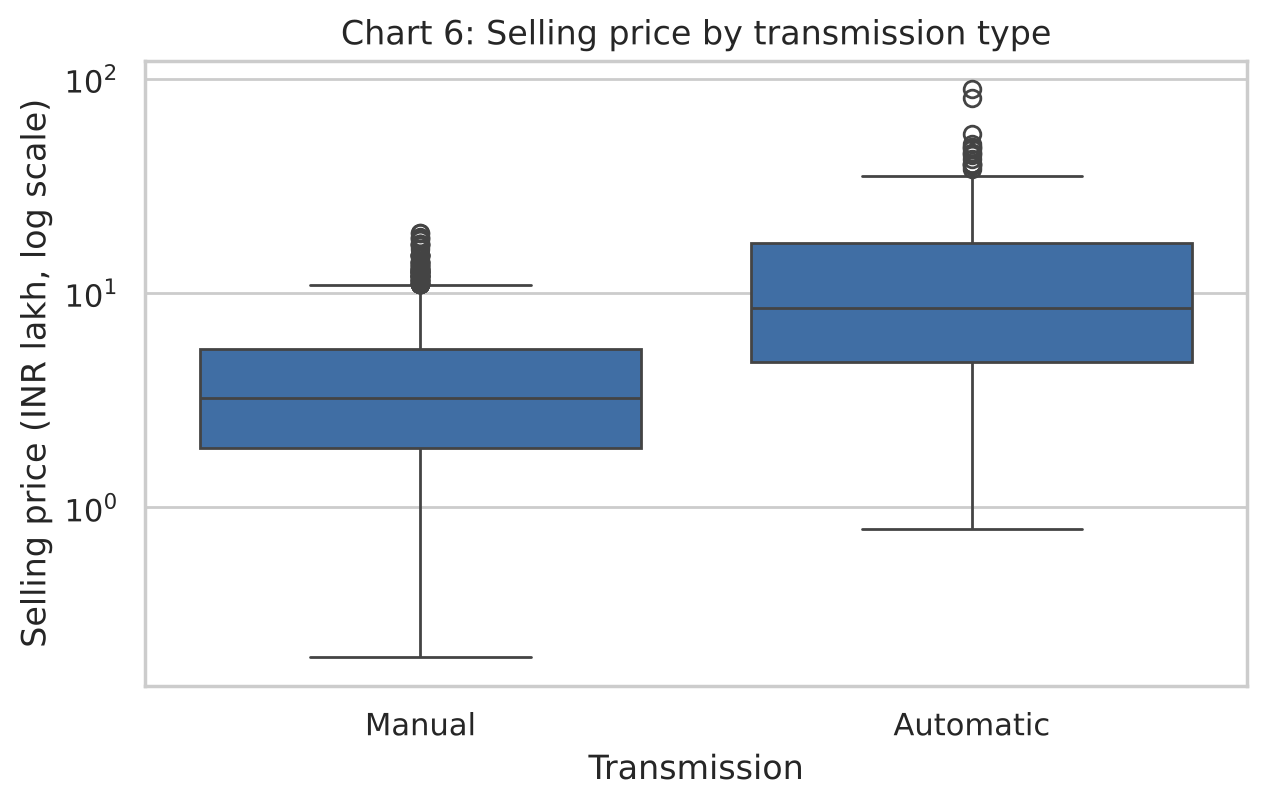 Chart 6: Selling price by transmission type
Selling price (INR lakh, log scale)
10²
10¹
10⁰
Manual
Automatic
Transmission